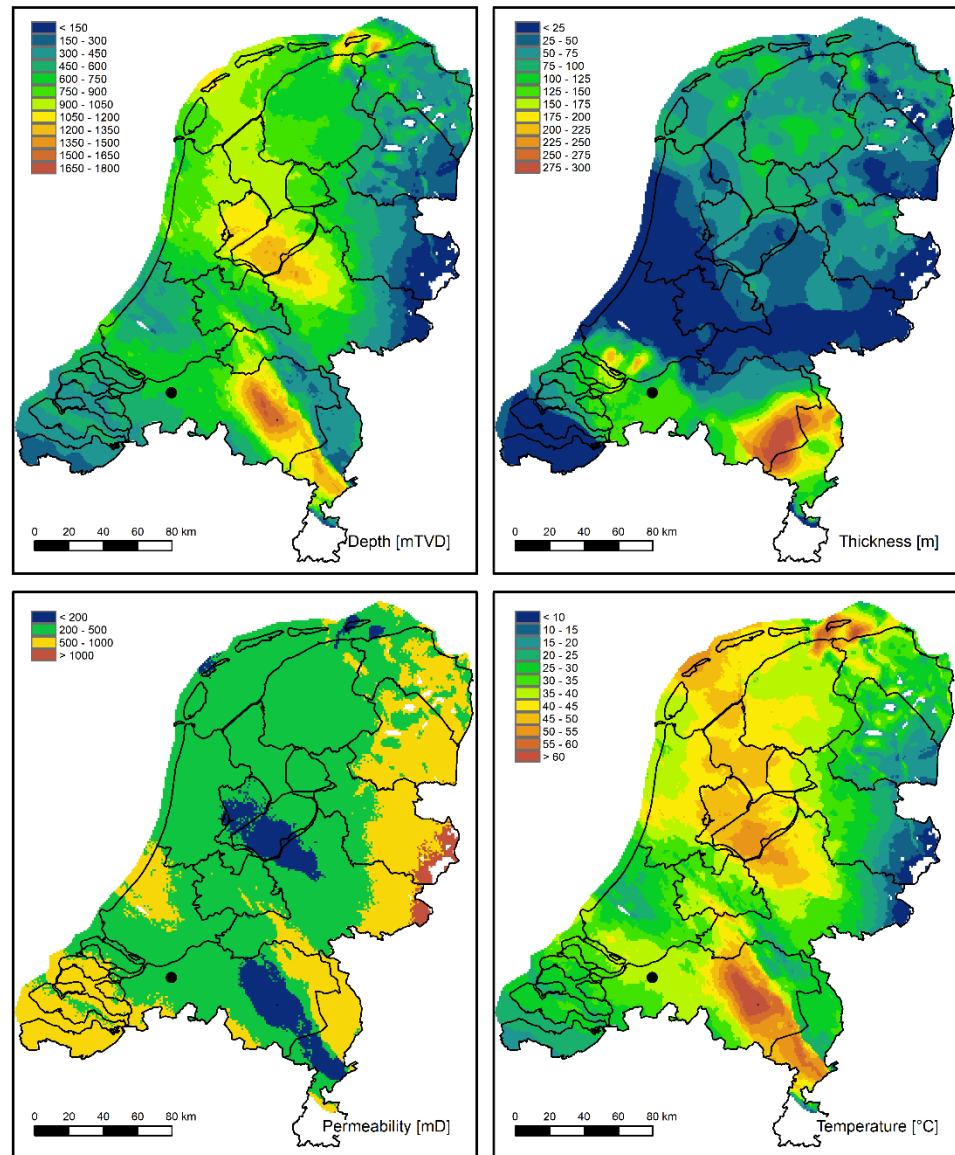 < 150
150 - 300
300 - 450
450 - 600
600 - 750
750 - 900
900 - 1050
1050 - 1200
1200 - 1350
1350 - 1500
1500 - 1650
1650 - 1800
0 20 40 60 80 km
Depth [mTVD]
< 25
25 - 50
50 - 75
75 - 100
100 - 125
125 - 150
150 - 175
175 - 200
200 - 225
225 - 250
250 - 275
275 - 300
0 20 40 60 80 km
Thickness [m]
< 200
200 - 500
500 - 1000
> 1000
0 20 40 60 80 km
Permeability [mD]
< 10
10 - 15
15 - 20
20 - 25
25 - 30
30 - 35
35 - 40
40 - 45
45 - 50
50 - 55
55 - 60
> 60
0 20 40 60 80 km
Temperature [°C]